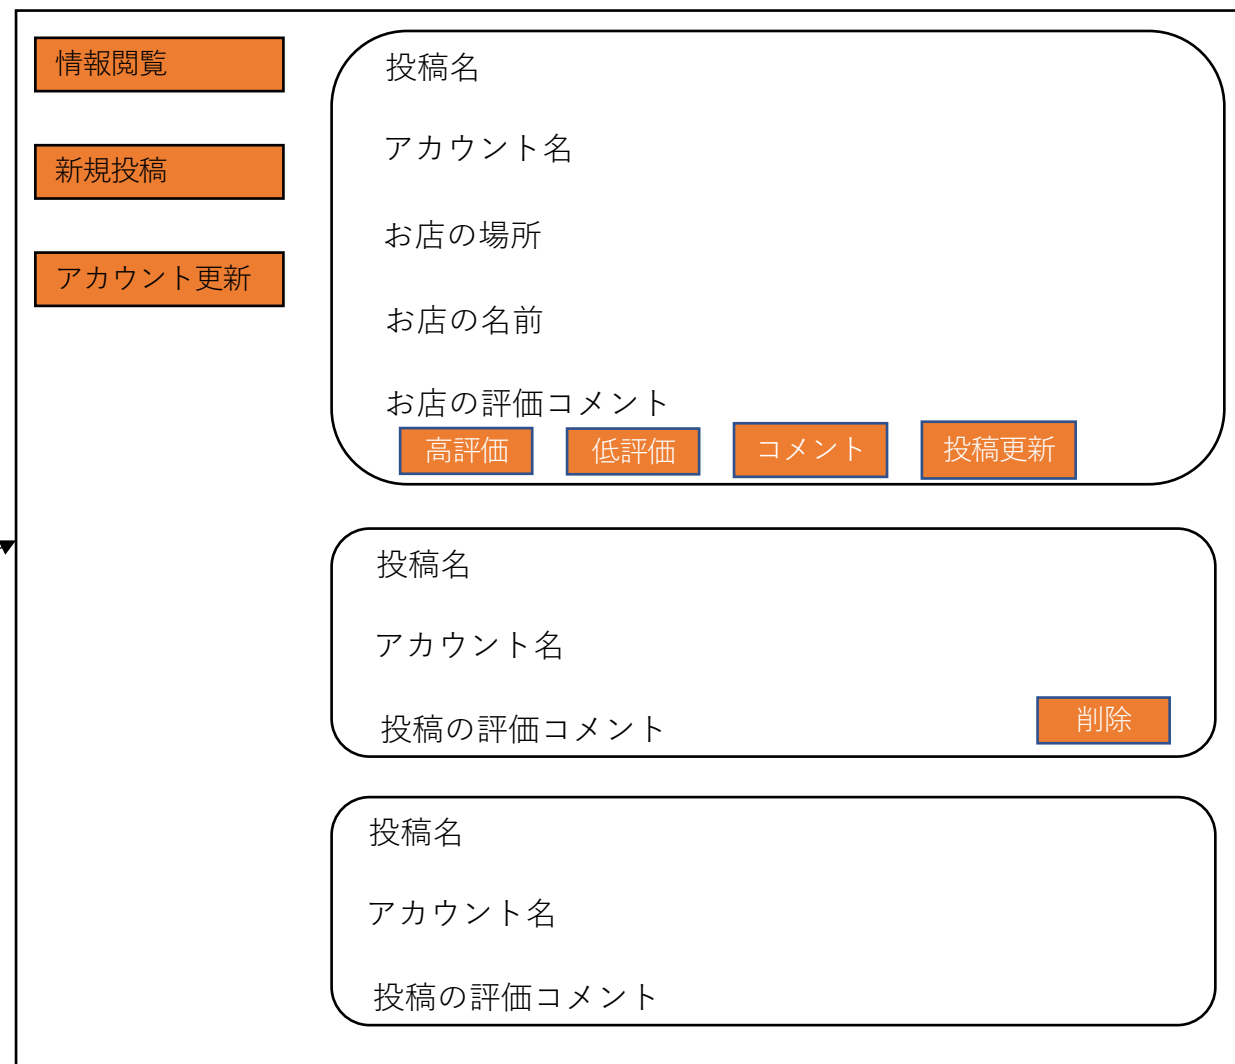 情報閲覧
新規投稿
アカウント更新
投稿名
アカウント名
お店の場所
お店の名前
お店の評価コメント
高評価 低評価 コメント 投稿更新
投稿名
アカウント名
投稿の評価コメント 削除
投稿名
アカウント名
投稿の評価コメント